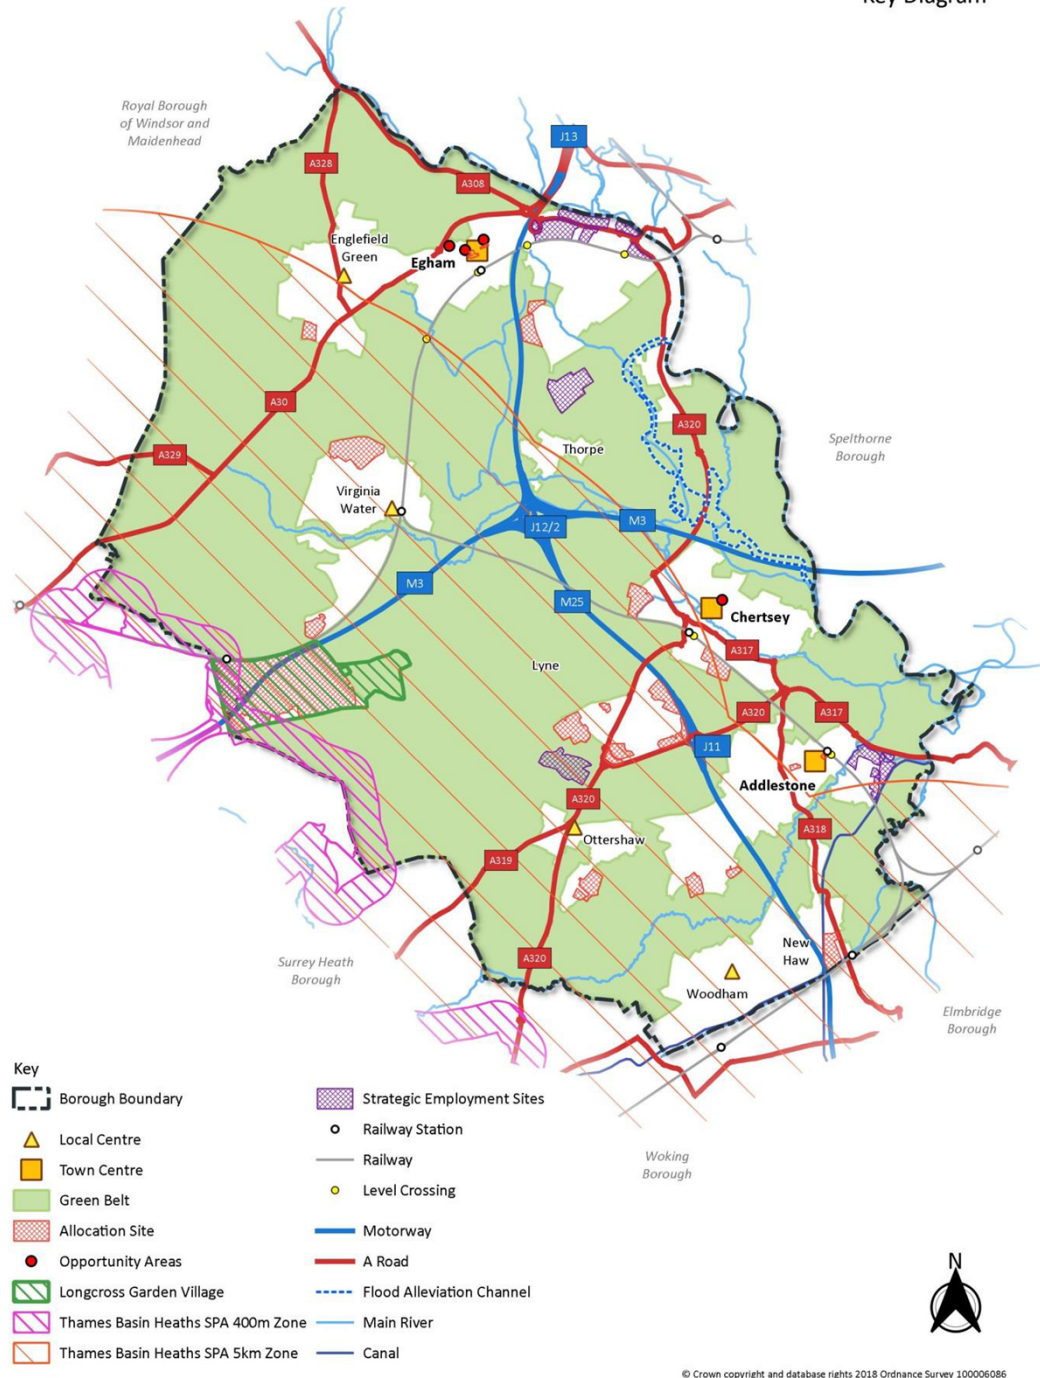 Key Diagram
Royal Borough
of Windsor and
Maidenhead
J13
A328
A308
Englefield
Green
Egham
A30
A329
A320
Thorpe
Spelthorne
Borough
Virginia
Water
J12/2
M3
M3
M25
Chertsey
A317
Lyne
A320
A317
J11
Addlestone
A320
A318
Ottershaw
A319
New
Haw
A320
Surrey Heath
Borough
Woodham
Elmbridge
Borough
Woking
Borough
Key
Borough Boundary
Local Centre
Town Centre
Green Belt
Allocation Site
Opportunity Areas
Longcross Garden Village
Thames Basin Heaths SPA 400m Zone
Thames Basin Heaths SPA 5km Zone
Strategic Employment Sites
Railway Station
Railway
Level Crossing
Motorway
A Road
Flood Alleviation Channel
Main River
Canal
N
© Crown copyright and database rights 2018 Ordnance Survey 100006086